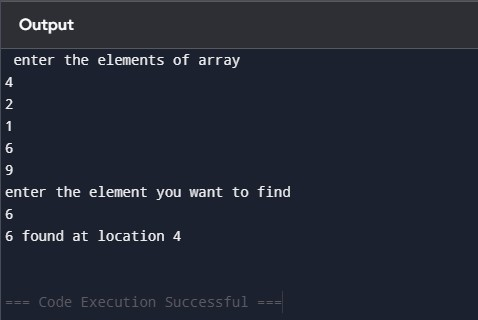 Output
enter the elements of array
4
2
1
6
9
enter the element you want to find
6
6 found at location 4
=== Code Execution Successful ===